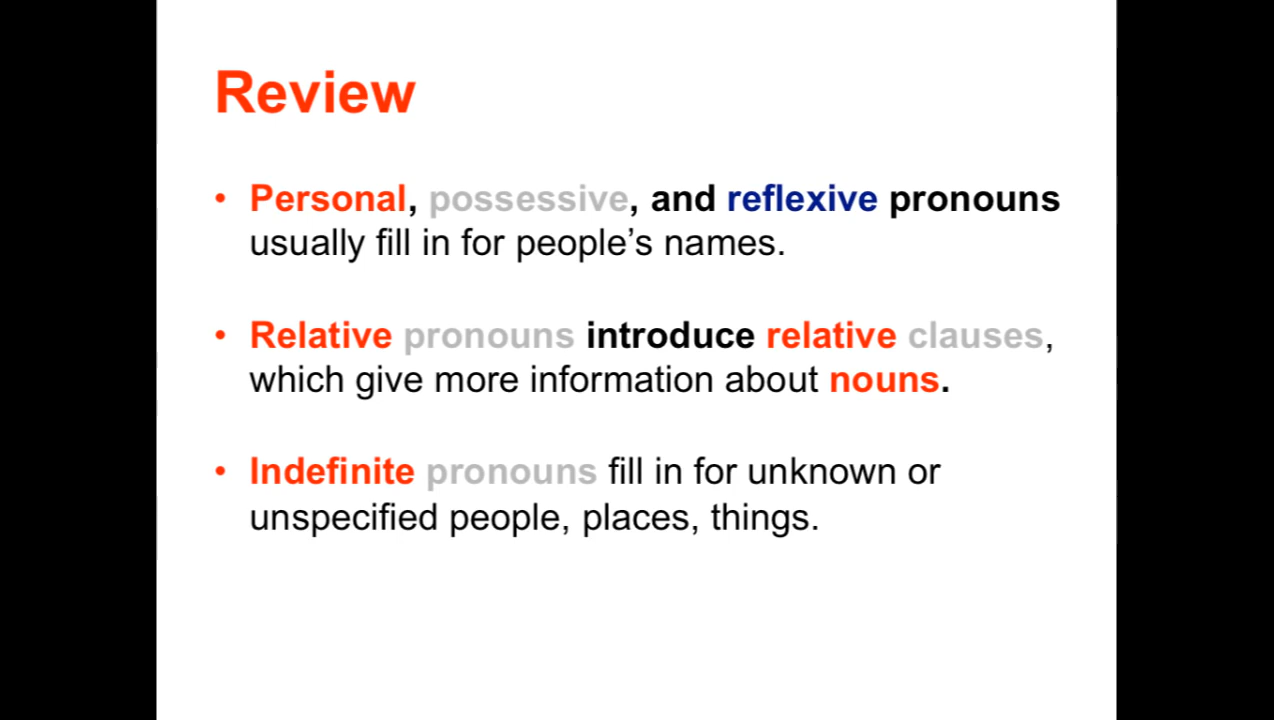 Review
• Personal, possessive, and reflexive pronouns
usually fill in for people’s names.
• Relative pronouns introduce relative clauses,
which give more information about nouns.
• Indefinite pronouns fill in for unknown or
unspecified people, places, things.